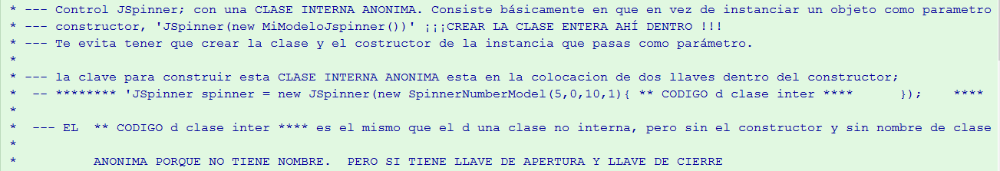 * --- Control JSpinner; con una CLASE INTERNA ANONIMA. Consiste básicamente en que en vez de instanciar un objeto como parametro
* --- constructor, 'JSpinner(new MiModeloJspinner())' ¡¡¡CREAR LA CLASE ENTERA AHÍ DENTRO !!!
* --- Te evita tener que crear la clase y el costructor de la instancia que pasas como parámetro.
*
* --- la clave para construir esta CLASE INTERNA ANONIMA esta en la colocacion de dos llaves dentro del constructor;
*  -- ******** 'JSpinner spinner = new JSpinner(new SpinnerNumberModel(5,0,10,1){ ** CODIGO d clase inter ****      });    ****
*
*  --- EL  ** CODIGO d clase inter **** es el mismo que el d una clase no interna, pero sin el constructor y sin nombre de clase
*
*          ANONIMA PORQUE NO TIENE NOMBRE.  PERO SI TIENE LLAVE DE APERTURA Y LLAVE DE CIERRE